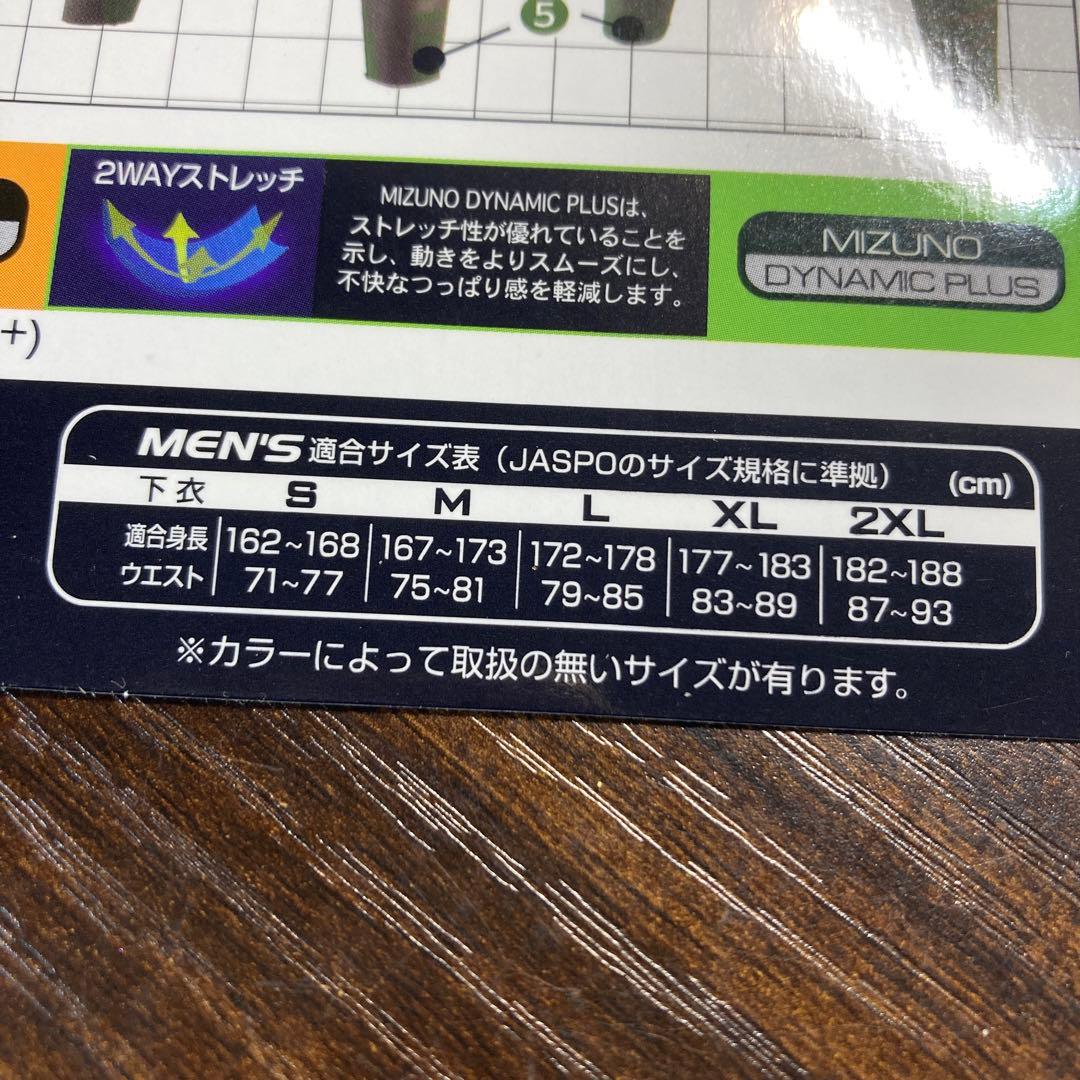 5
2WAYストレッチ
MIZUNO DYNAMIC PLUSは、
ストレッチ性が優れていることを
示し、動きをよりスムーズにし、
不快なつっぱり感を軽減します。
MIZUNO
DYNAMIC PLUS
+)
MEN'S 適合サイズ表（JASPOのサイズ規格に準拠） (cm)
下衣 S M L XL 2XL
適合身長 162~168 167~173 172~178 177~183 182~188
ウエスト 71~77 75~81 79~85 83~89 87~93
※カラーによって取扱の無いサイズが有ります。